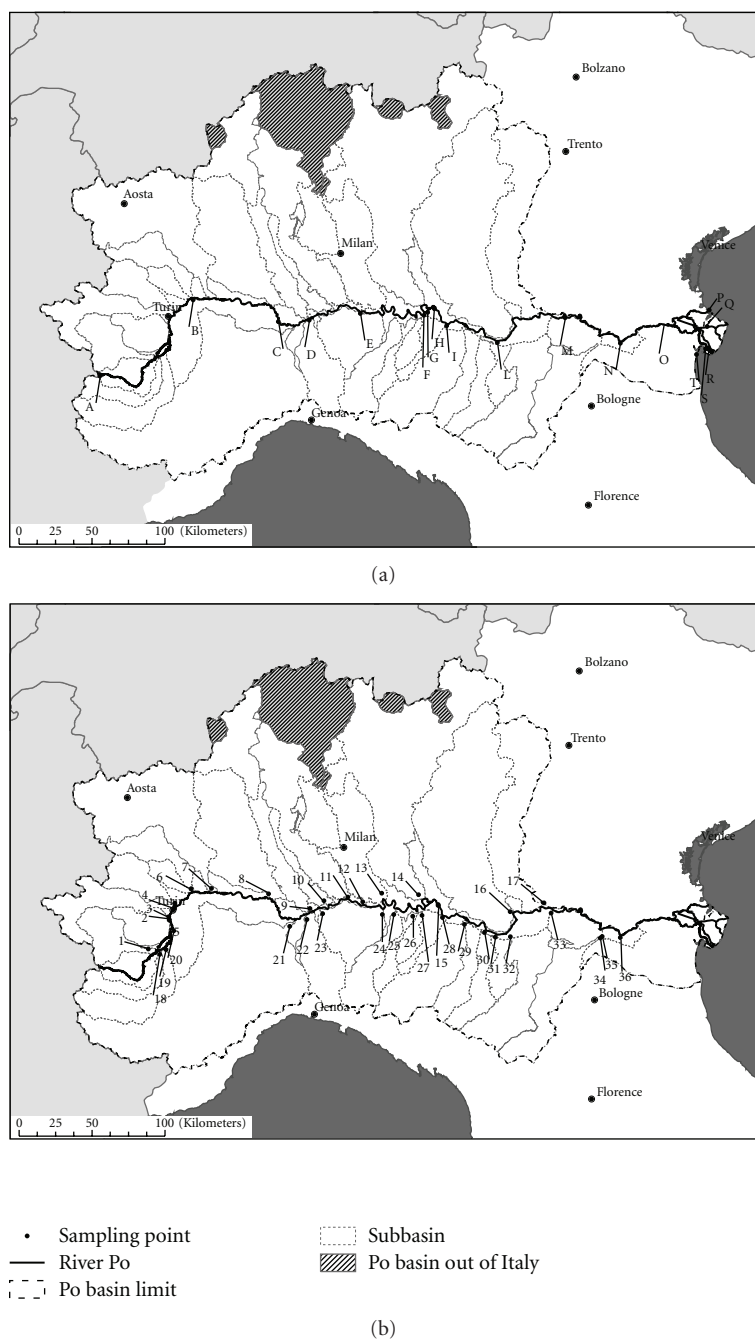 Bolzano
Trento
Aosta
Milan
Venice
Turin
P
Q
B
C
D
E
F
G
H
I
L
M
N
O
T
R
S
A
Genoa
Bologne
Florence
0 25 50 100 (Kilometers)
(a)
Bolzano
Trento
Aosta
Milan
Venice
Turin
1
2
3
4
5
6
7
8
9
10
11
12
13
14
15
16
17
18
19
20
21
22
23
24
25
26
27
28
29
30
31
32
33
34
35
36
Genoa
Bologne
Florence
0 25 50 100 (Kilometers)
Sampling point
River Po
Po basin limit
Subbasin
Po basin out of Italy
(b)